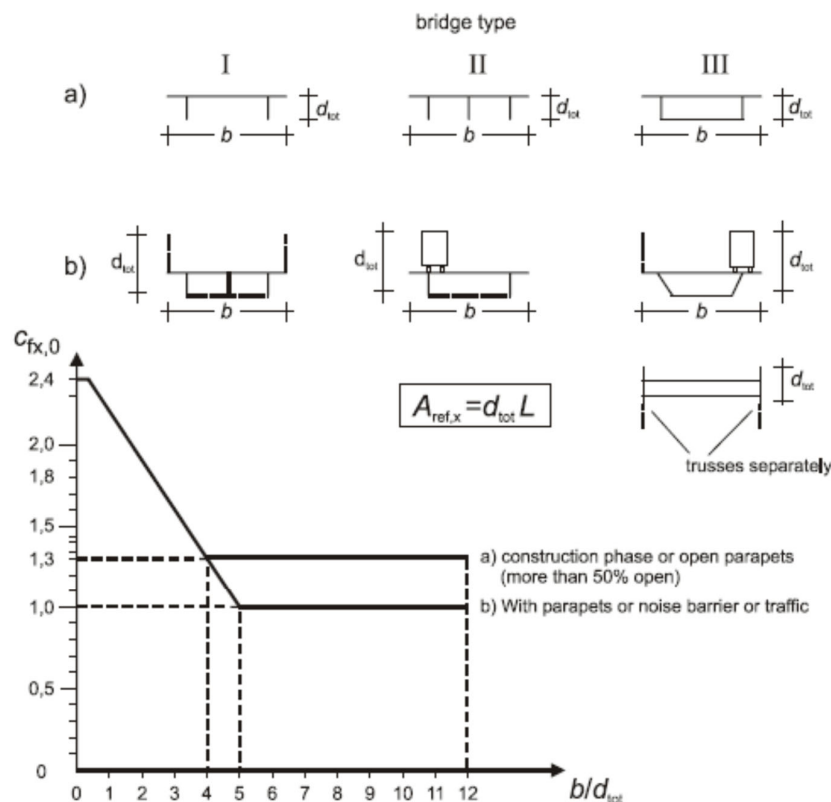 bridge type
I II III
a) d_tot d_tot d_tot
b b b
b) d_tot d_tot d_tot
b b b
c_fx,0
2,4
A_ref,x = d_tot L d_tot
2,0
1,8
trusses separately
1,5
1,3
a) construction phase or open parapets
(more than 50% open)
1,0
b) With parapets or noise barrier or traffic
0,5
0
0 1 2 3 4 5 6 7 8 9 10 11 12
b/d_tot